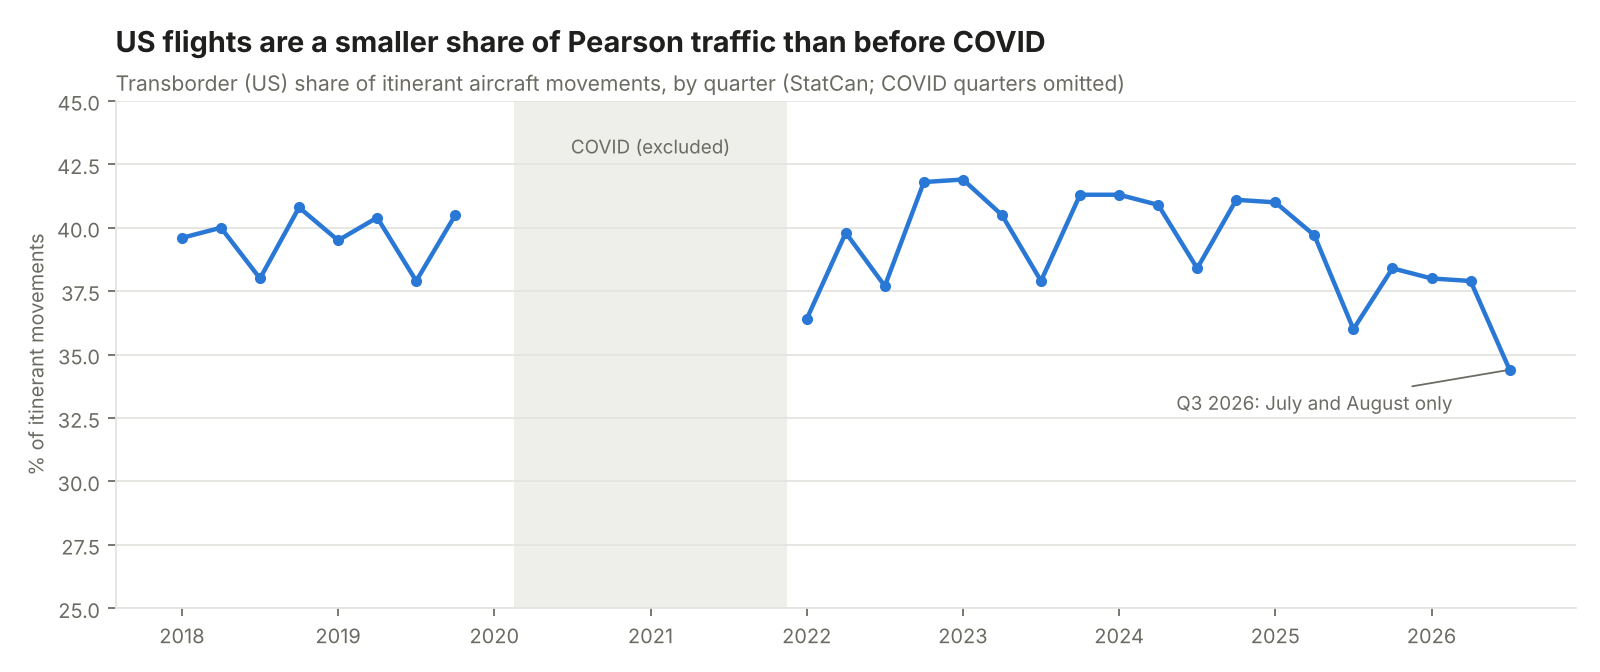 US flights are a smaller share of Pearson traffic than before COVID
Transborder (US) share of itinerant aircraft movements, by quarter (StatCan; COVID quarters omitted)
% of itinerant movements
45.0
42.5
40.0
37.5
35.0
32.5
30.0
27.5
25.0
COVID (excluded)
Q3 2026: July and August only
2018 2019 2020 2021 2022 2023 2024 2025 2026